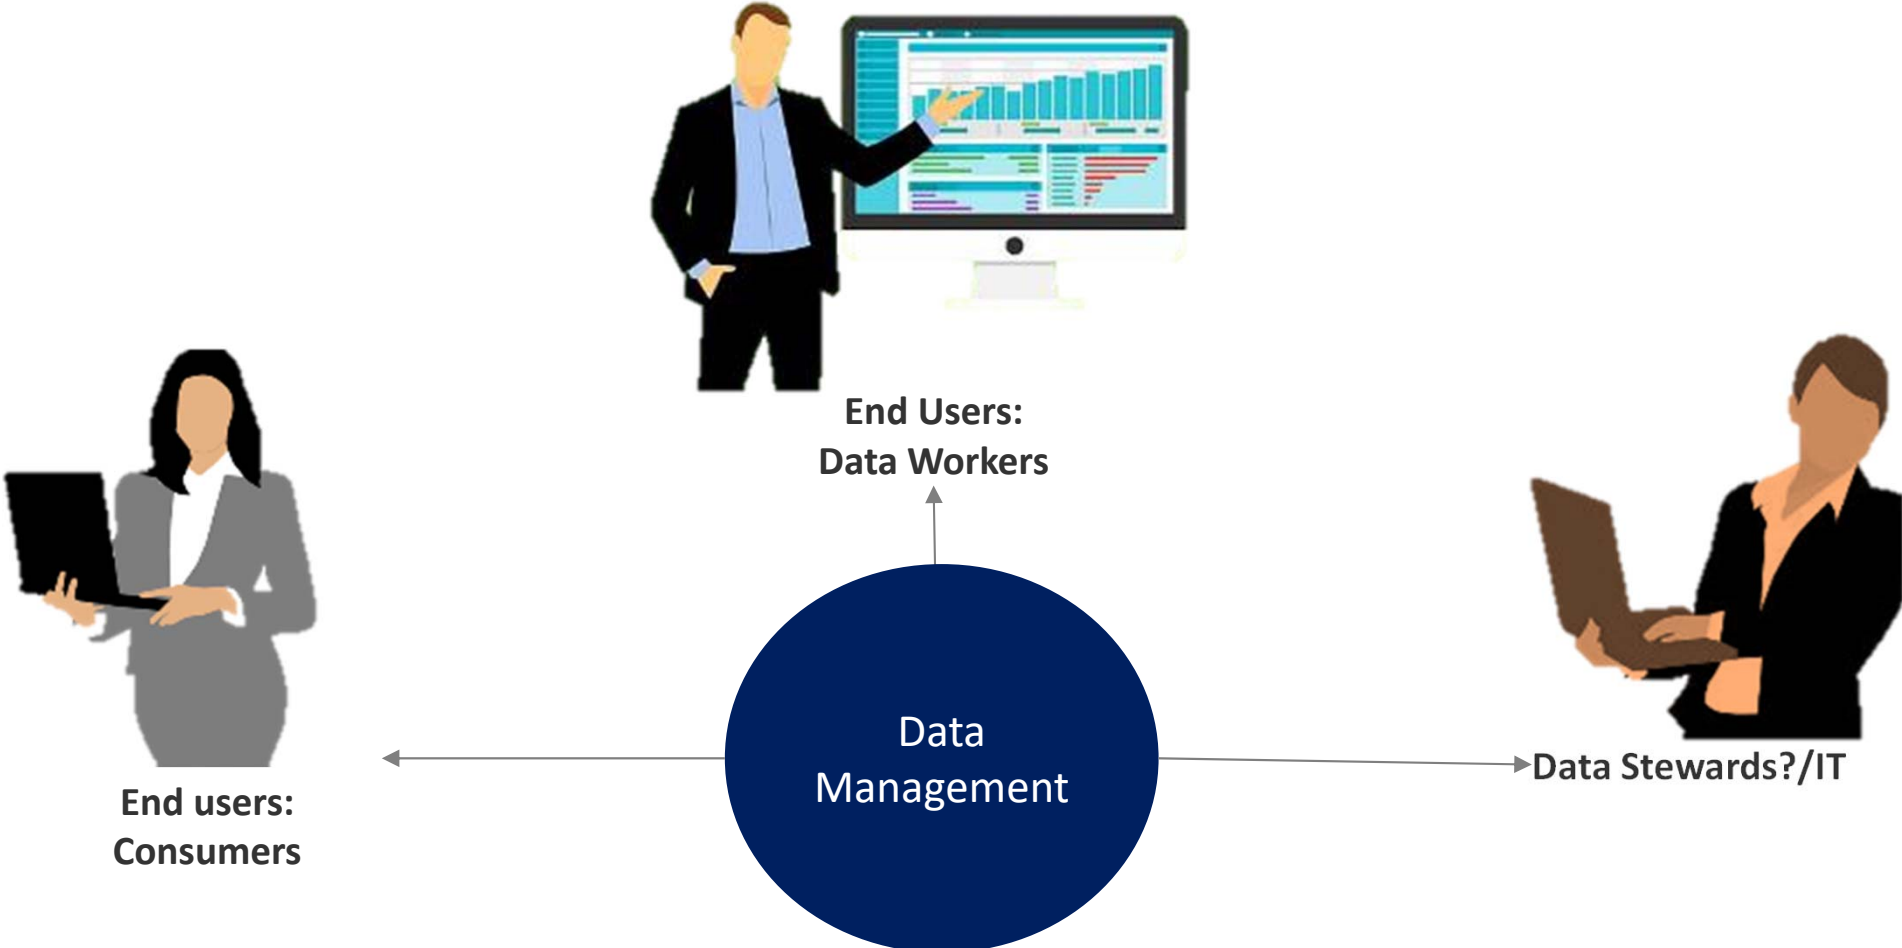 End Users:
Data Workers
Data
Management
Data Stewards?/IT
End users:
Consumers